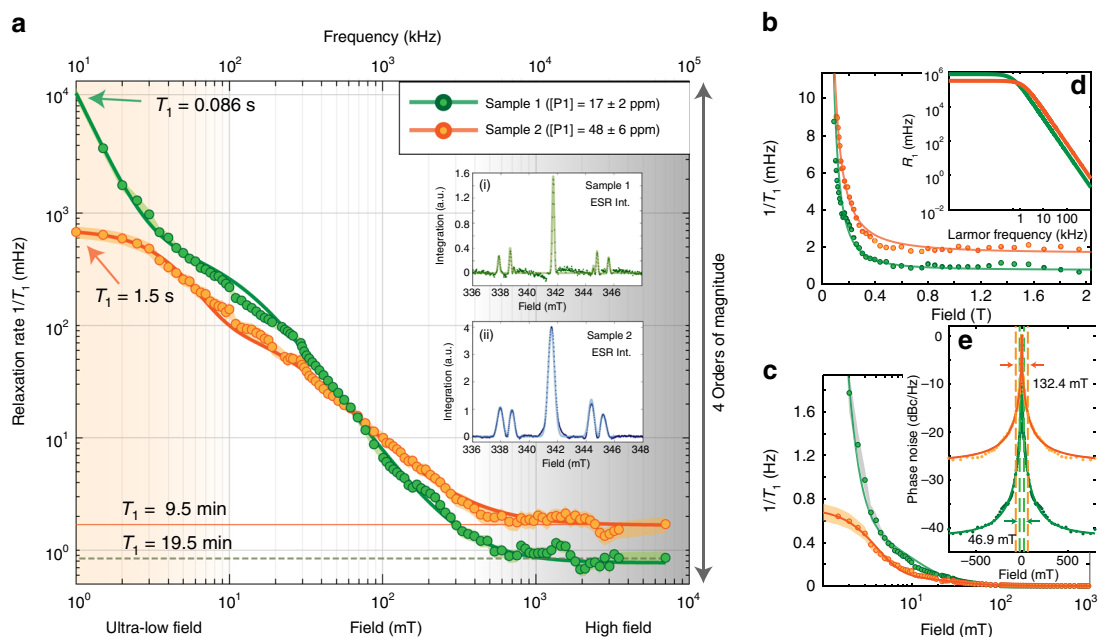 a
Frequency (kHz)
10^1 10^2 10^3 10^4 10^5
10^4
10^3
10^2
10^1
10^0
Relaxation rate 1/T_1 (mHz)
T_1 = 0.086 s
T_1 = 1.5 s
Sample 1 ([P1] = 17 ± 2 ppm)
Sample 2 ([P1] = 48 ± 6 ppm)
(i)
Sample 1
ESR Int.
Integration (a.u.)
1.6
1.2
0.8
0.4
0
336 338 340 342 344 346
Field (mT)
(ii)
Sample 2
ESR Int.
Integration (a.u.)
4
3
2
1
0
336 338 340 342 344 346 348
Field (mT)
T_1 = 9.5 min
T_1 = 19.5 min
10^0 10^1 10^2 10^3 10^4
Ultra-low field Field (mT) High field
4 Orders of magnitude
b
1/T_1 (mHz)
10
8
6
4
2
0
0 0.4 0.8 1.2 1.6 2
Field (T)
d
R_1 (mHz)
10^6
10^4
10^2
10^0
10^-2
1 10 100
Larmor frequency (kHz)
c
1/T_1 (Hz)
1.6
1.2
0.8
0.4
0
10^1 10^2 10^3
Field (mT)
e
Phase noise (dBc/Hz)
0
−10
−20
−30
−40
132.4 mT
46.9 mT
−500 0 500
Field (mT)